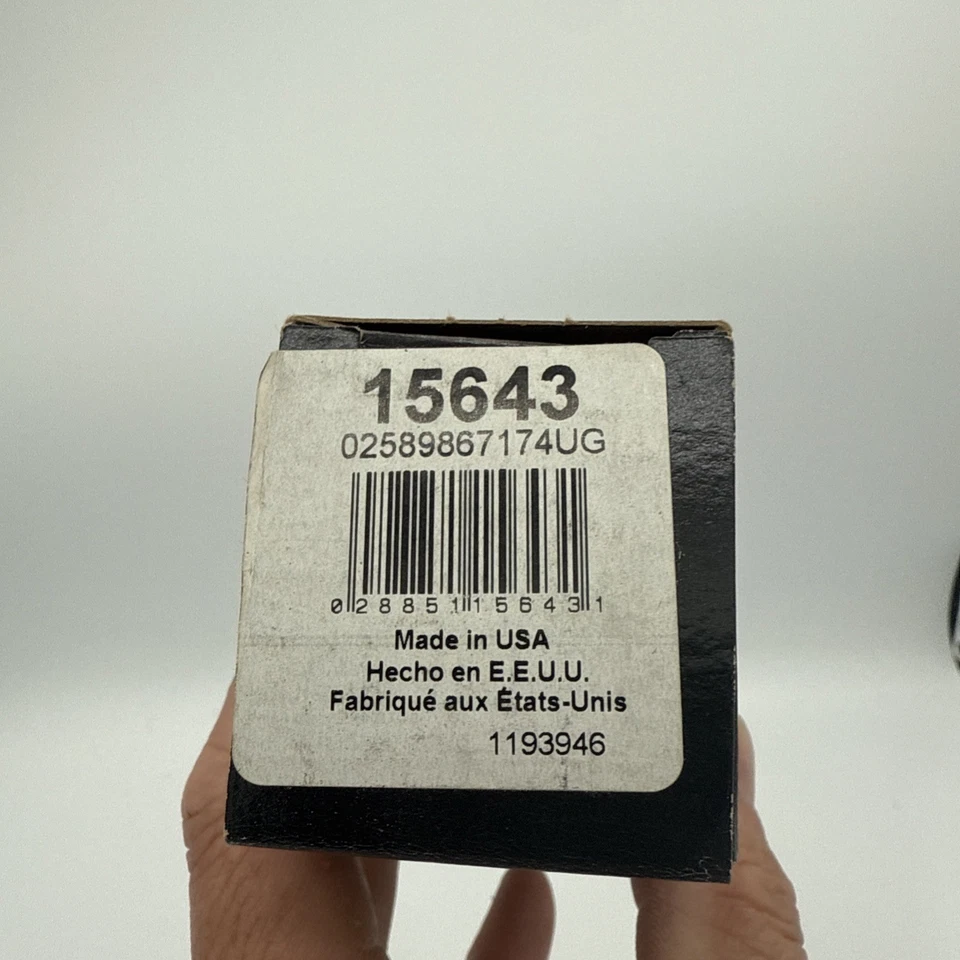 15643
02589867174UG
0 28851 15643 1
Made in USA
Hecho en E.E.U.U.
Fabriqué aux États-Unis
1193946